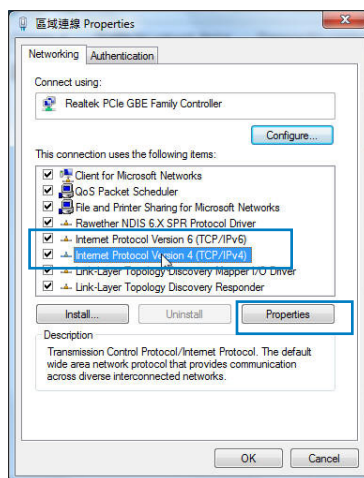 區域連線 Properties
Networking
Authentication
Connect using:
Realtek PCIe GBE Family Controller
Configure...
This connection uses the following items:
Client for Microsoft Networks
QoS Packet Scheduler
File and Printer Sharing for Microsoft Networks
Rawether NDIS 6.X SPR Protocol Driver
Internet Protocol Version 6 (TCP/IPv6)
Internet Protocol Version 4 (TCP/IPv4)
Link-Layer Topology Discovery Mapper I/O Driver
Link-Layer Topology Discovery Responder
Install...
Uninstall
Properties
Description
Transmission Control Protocol/Internet Protocol. The default
wide area network protocol that provides communication
across diverse interconnected networks.
OK
Cancel